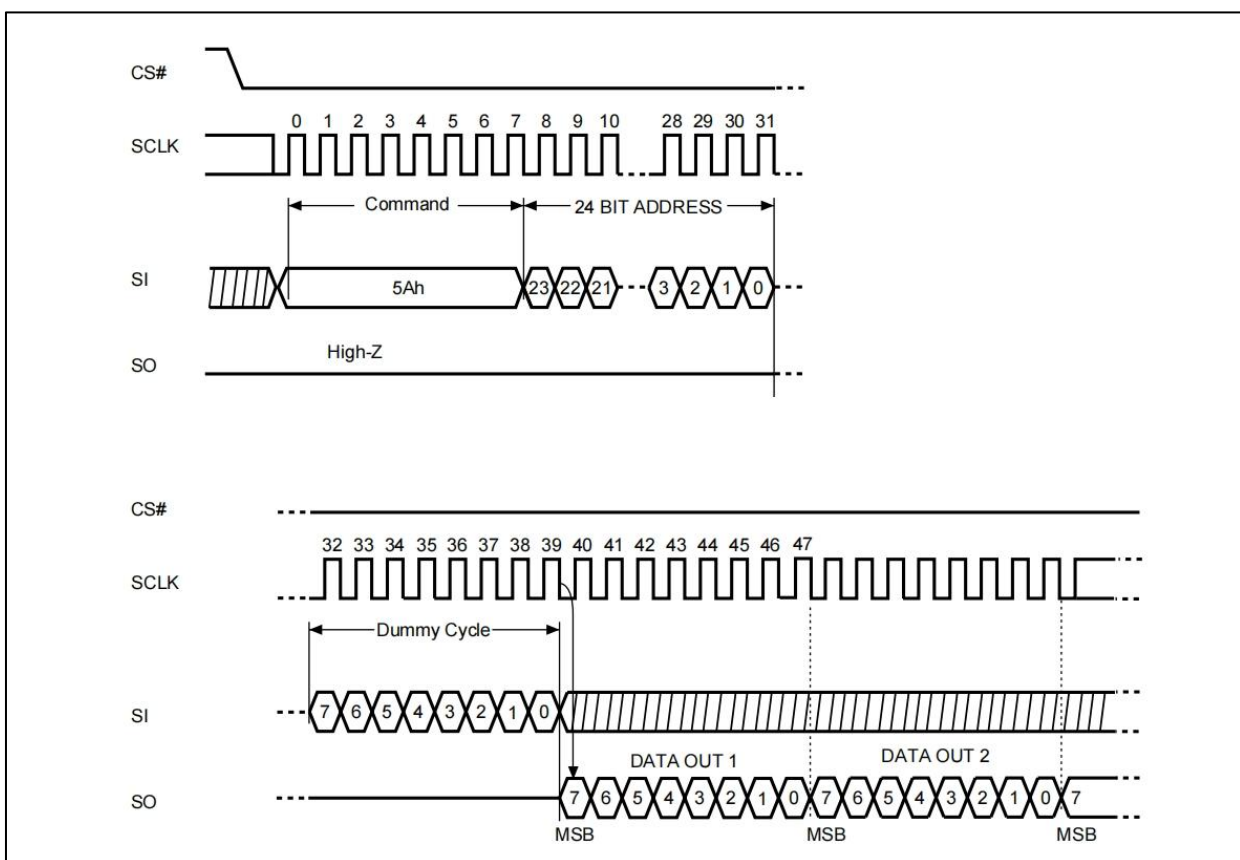 CS#
0 1 2 3 4 5 6 7 8 9 10 28 29 30 31
SCLK
Command 24 BIT ADDRESS
SI 5Ah 23 22 21 3 2 1 0
High-Z
SO
CS#
32 33 34 35 36 37 38 39 40 41 42 43 44 45 46 47
SCLK
Dummy Cycle
SI 7 6 5 4 3 2 1 0
DATA OUT 1 DATA OUT 2
SO 7 6 5 4 3 2 1 0 7 6 5 4 3 2 1 0 7
MSB MSB MSB